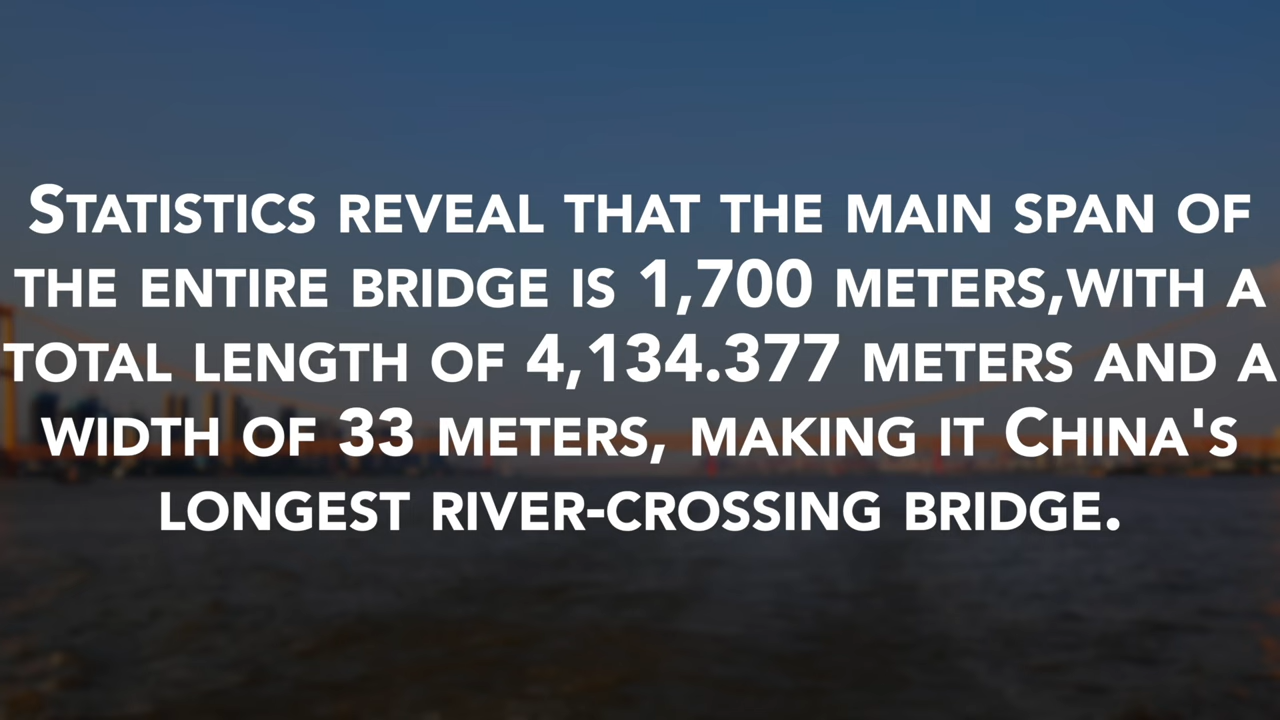 Statistics reveal that the main span of
the entire bridge is 1,700 meters,with a
total length of 4,134.377 meters and a
width of 33 meters, making it China's
longest river-crossing bridge.